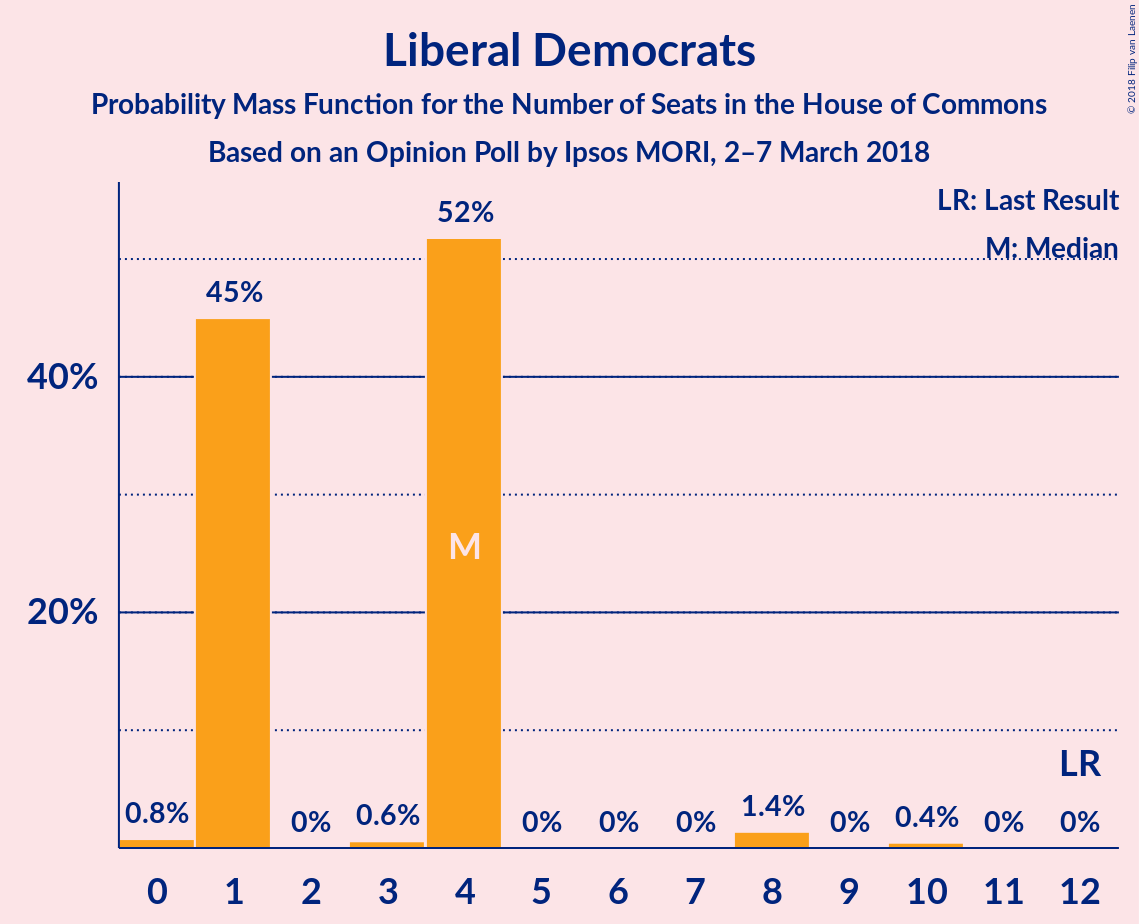 Liberal Democrats
Probability Mass Function for the Number of Seats in the House of Commons
Based on an Opinion Poll by Ipsos MORI, 2–7 March 2018
© 2018 Filip van Laenen
LR: Last Result
M: Median
52%
45%
40%
M
20%
LR
0.8%
0%
0.6%
0%
0%
0%
1.4%
0%
0.4%
0%
0%
0 1 2 3 4 5 6 7 8 9 10 11 12